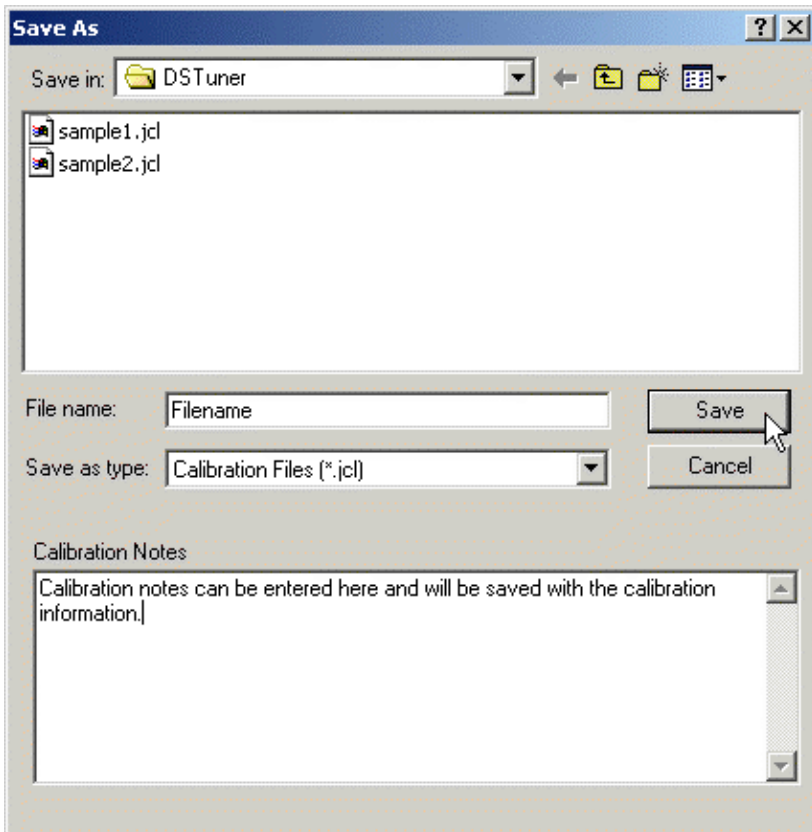 Save As
Save in: DSTuner
sample1.jcl
sample2.jcl
File name: Filename Save
Save as type: Calibration Files (*.jcl) Cancel
Calibration Notes
Calibration notes can be entered here and will be saved with the calibration
information.